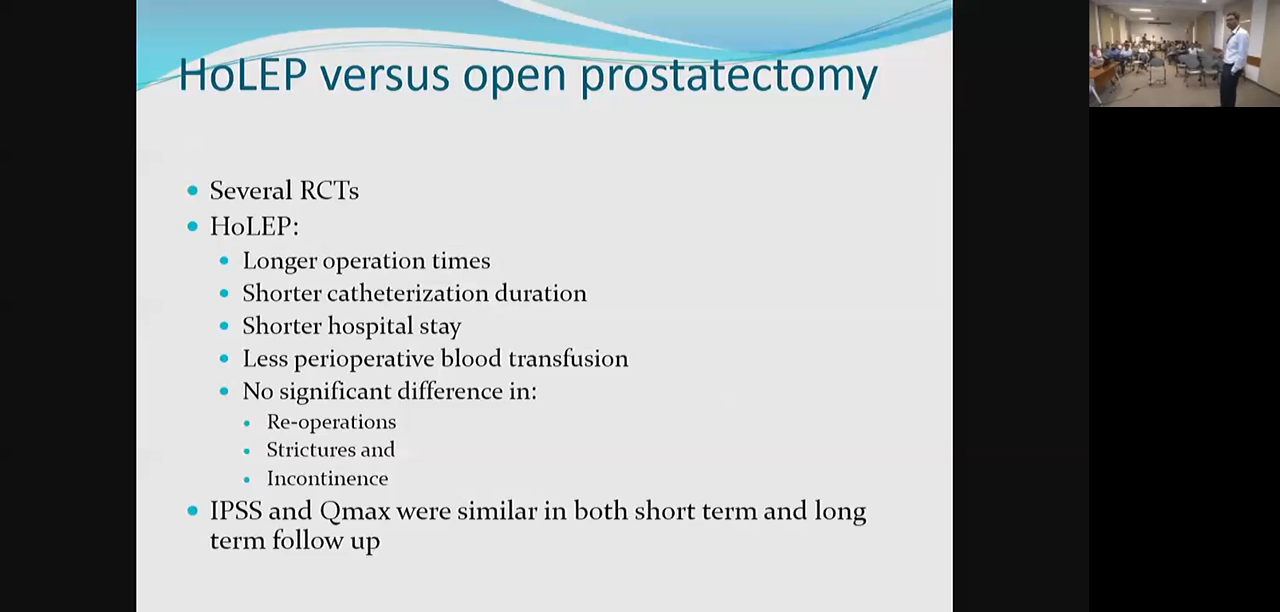 HoLEP versus open prostatectomy
• Several RCTs
• HoLEP:
• Longer operation times
• Shorter catheterization duration
• Shorter hospital stay
• Less perioperative blood transfusion
• No significant difference in:
• Re-operations
• Strictures and
• Incontinence
• IPSS and Qmax were similar in both short term and long
term follow up